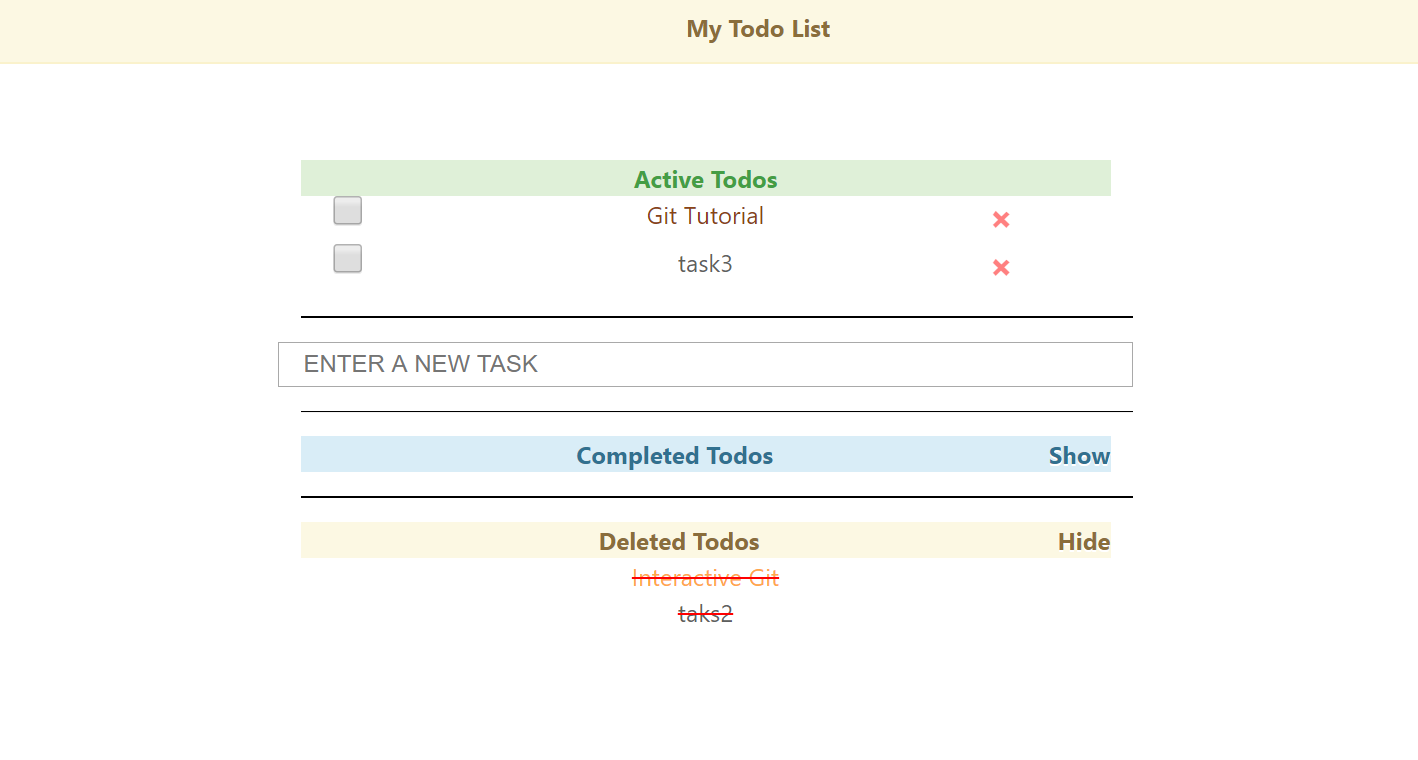 My Todo List
Active Todos
Git Tutorial
task3
ENTER A NEW TASK
Completed Todos Show
Deleted Todos Hide
Interactive Git
taks2